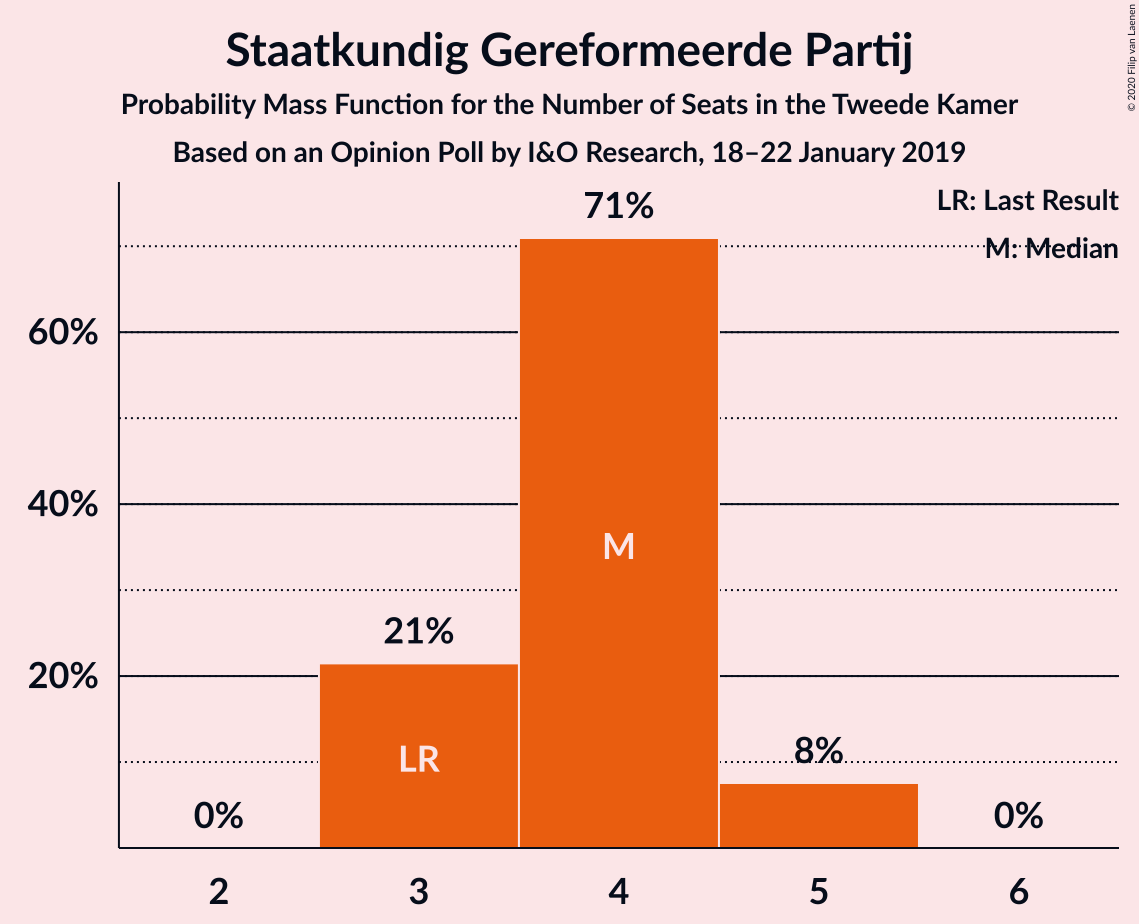 Staatkundig Gereformeerde Partij
Probability Mass Function for the Number of Seats in the Tweede Kamer
Based on an Opinion Poll by I&O Research, 18–22 January 2019
© 2020 Filip van Laenen
LR: Last Result
M: Median
71%
60%
40%
M
21%
20%
LR
8%
0%
0%
2
3
4
5
6